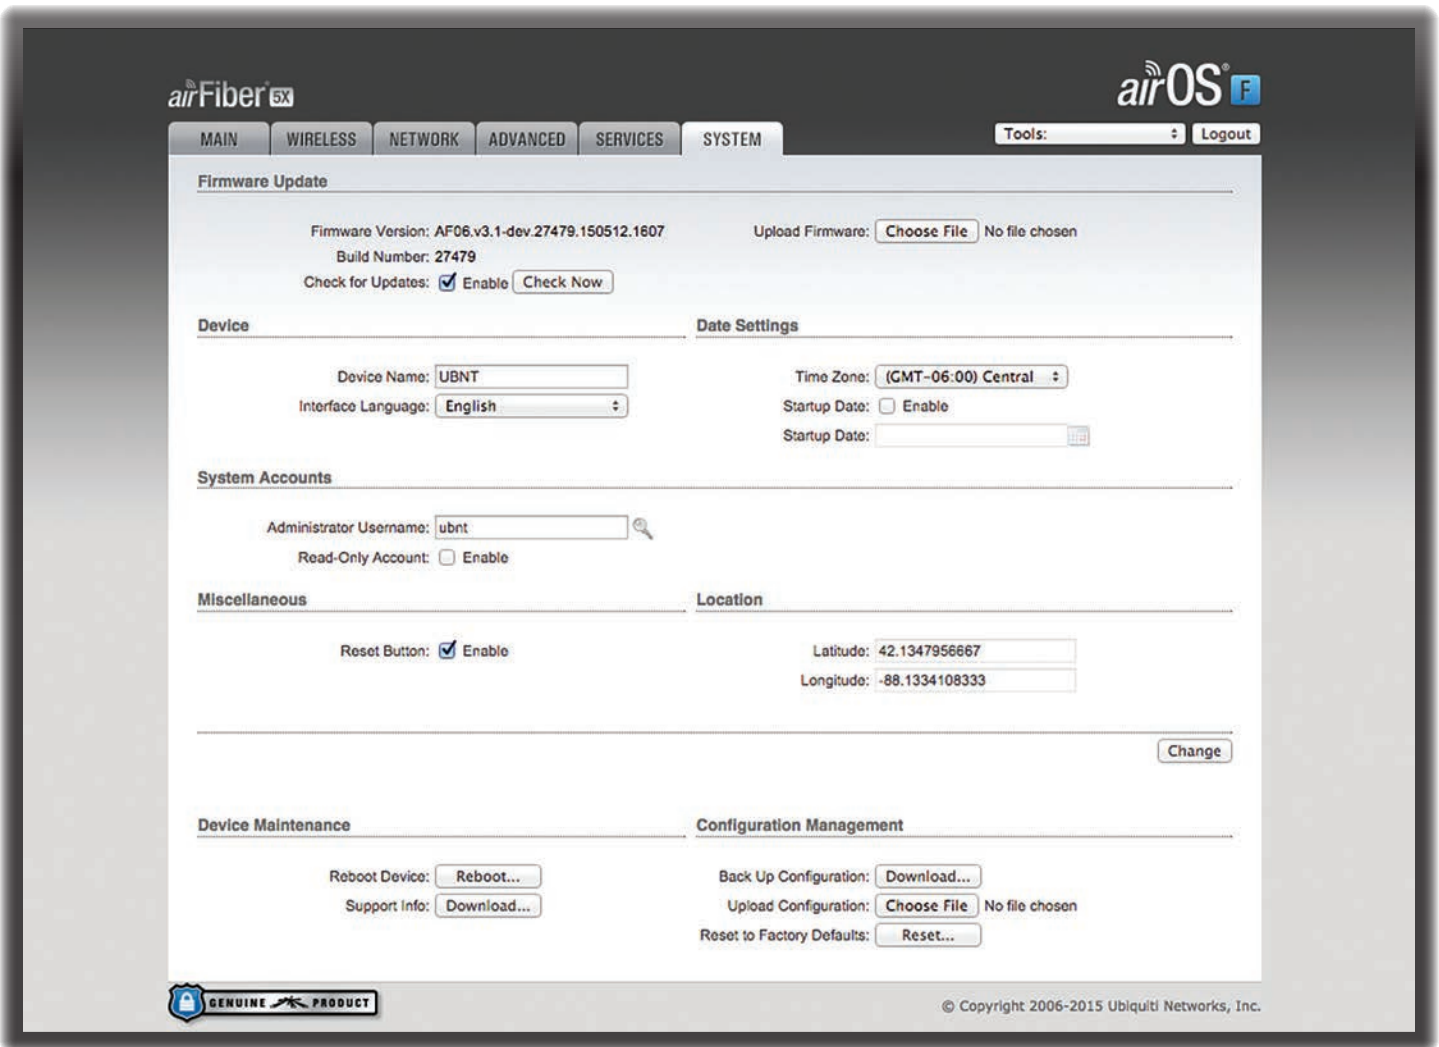 airFiber 5X
airOS® F
MAIN WIRELESS NETWORK ADVANCED SERVICES SYSTEM
Tools: Logout
Firmware Update
Firmware Version: AF06.v3.1-dev.27479.150512.1607
Upload Firmware: Choose File No file chosen
Build Number: 27479
Check for Updates: Enable Check Now
Device
Date Settings
Device Name: UBNT
Time Zone: (GMT-06:00) Central
Interface Language: English
Startup Date: Enable
Startup Date:
System Accounts
Administrator Username: ubnt
Read-Only Account: Enable
Miscellaneous
Location
Reset Button: Enable
Latitude: 42.1347956667
Longitude: -88.1334108333
Change
Device Maintenance
Configuration Management
Reboot Device: Reboot...
Back Up Configuration: Download...
Support Info: Download...
Upload Configuration: Choose File No file chosen
Reset to Factory Defaults: Reset...
GENUINE PRODUCT
© Copyright 2006-2015 Ubiquiti Networks, Inc.